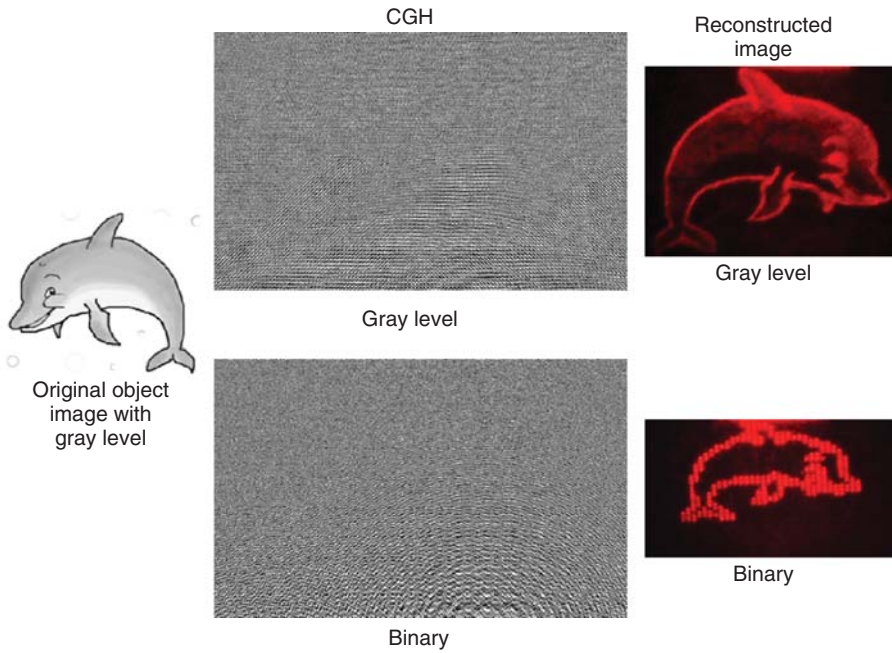 CGH
Reconstructed
image
Gray level
Gray level
Original object
image with
gray level
Binary
Binary